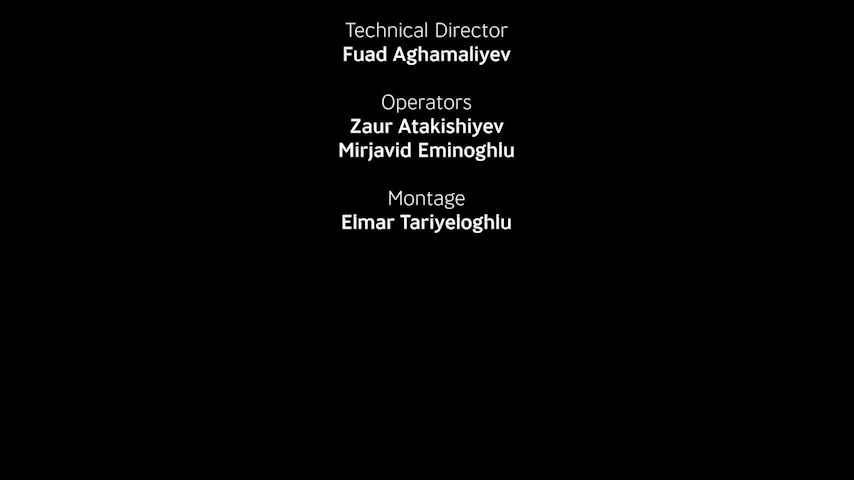 Technical Director
Fuad Aghamaliyev
Operators
Zaur Atakishiyev
Mirjavid Eminoghlu
Montage
Elmar Tariyeloghlu